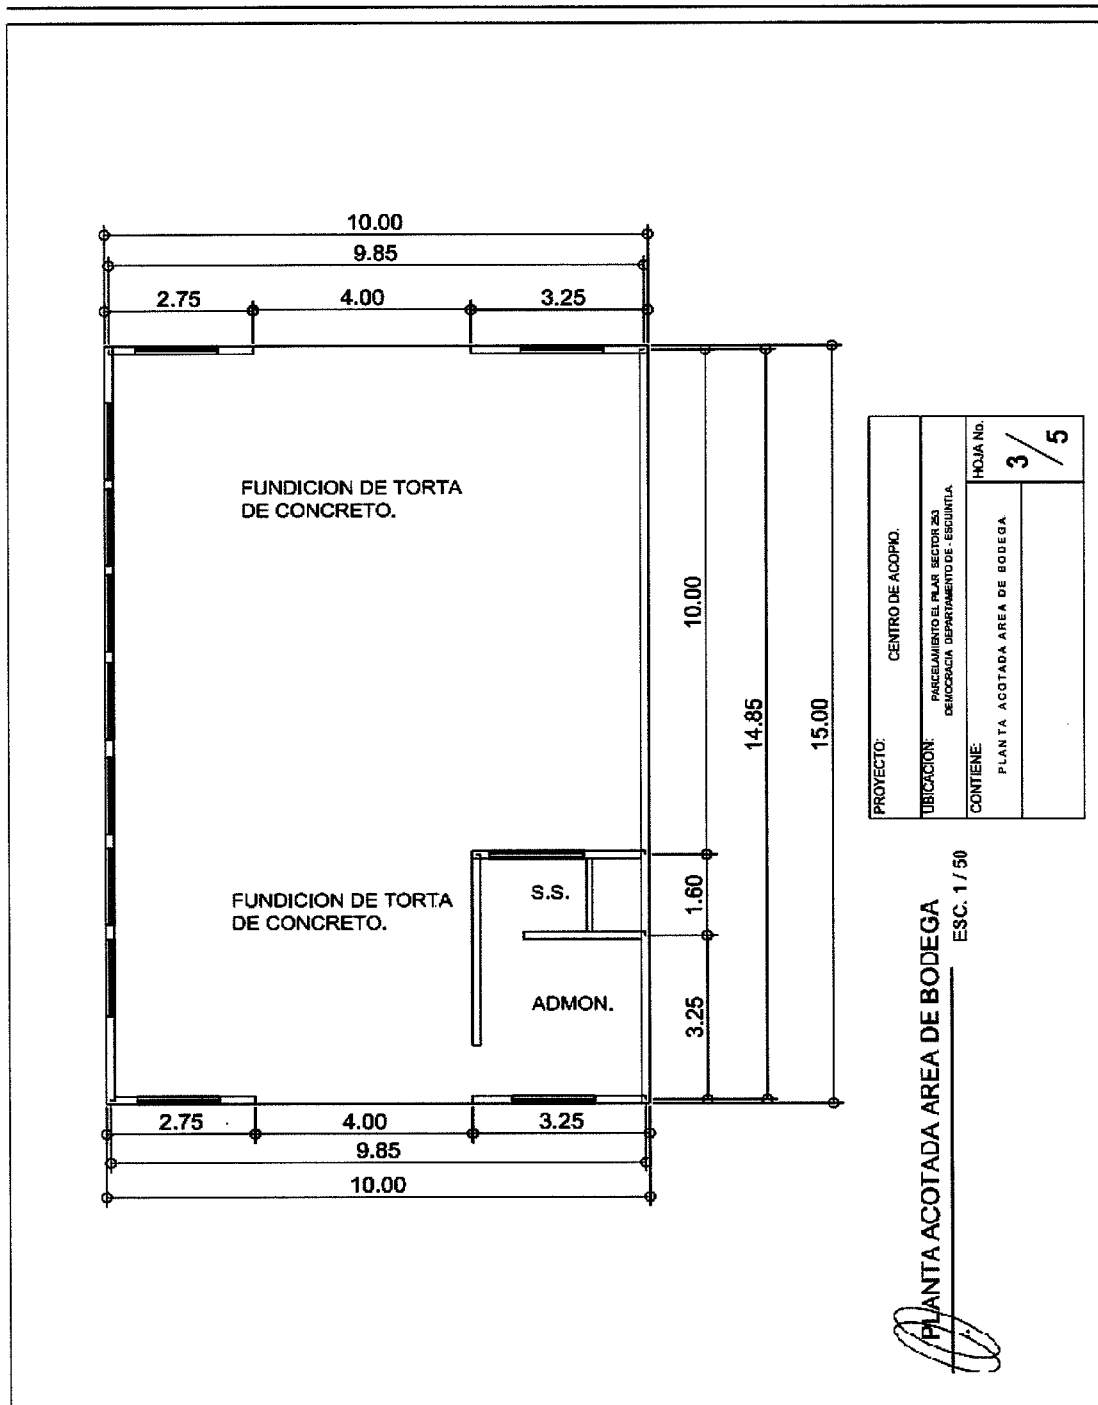 10.00
9.85
2.75 4.00 3.25
FUNDICION DE TORTA
DE CONCRETO.
10.00
14.85
15.00
FUNDICION DE TORTA
DE CONCRETO.
S.S.
1.60
ADMON.
3.25
2.75 4.00 3.25
9.85
10.00
PROYECTO: CENTRO DE ACOPIO.
UBICACION: PARCELAMIENTO EL PILAR SECTOR 253
DEMOCRACIA DEPARTAMENTO DE - ESCUINTLA
CONTIENE:
PLANTA ACOTADA AREA DE BODEGA
HOJA No.
3/5
PLANTA ACOTADA AREA DE BODEGA
ESC. 1 / 50